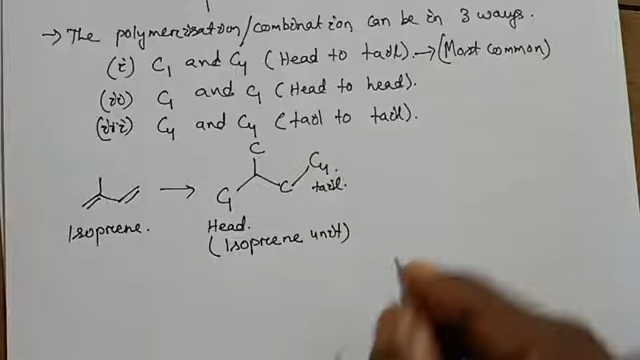 → The polymerisation/combination can be in 3 ways.
(i) C1 and C4 (Head to tail) → (Most common)
(ii) C1 and C1 (Head to head).
(iii) C4 and C4 (tail to tail).
C
C4.
C1 C tail.
Isoprene. Head.
(Isoprene unit)